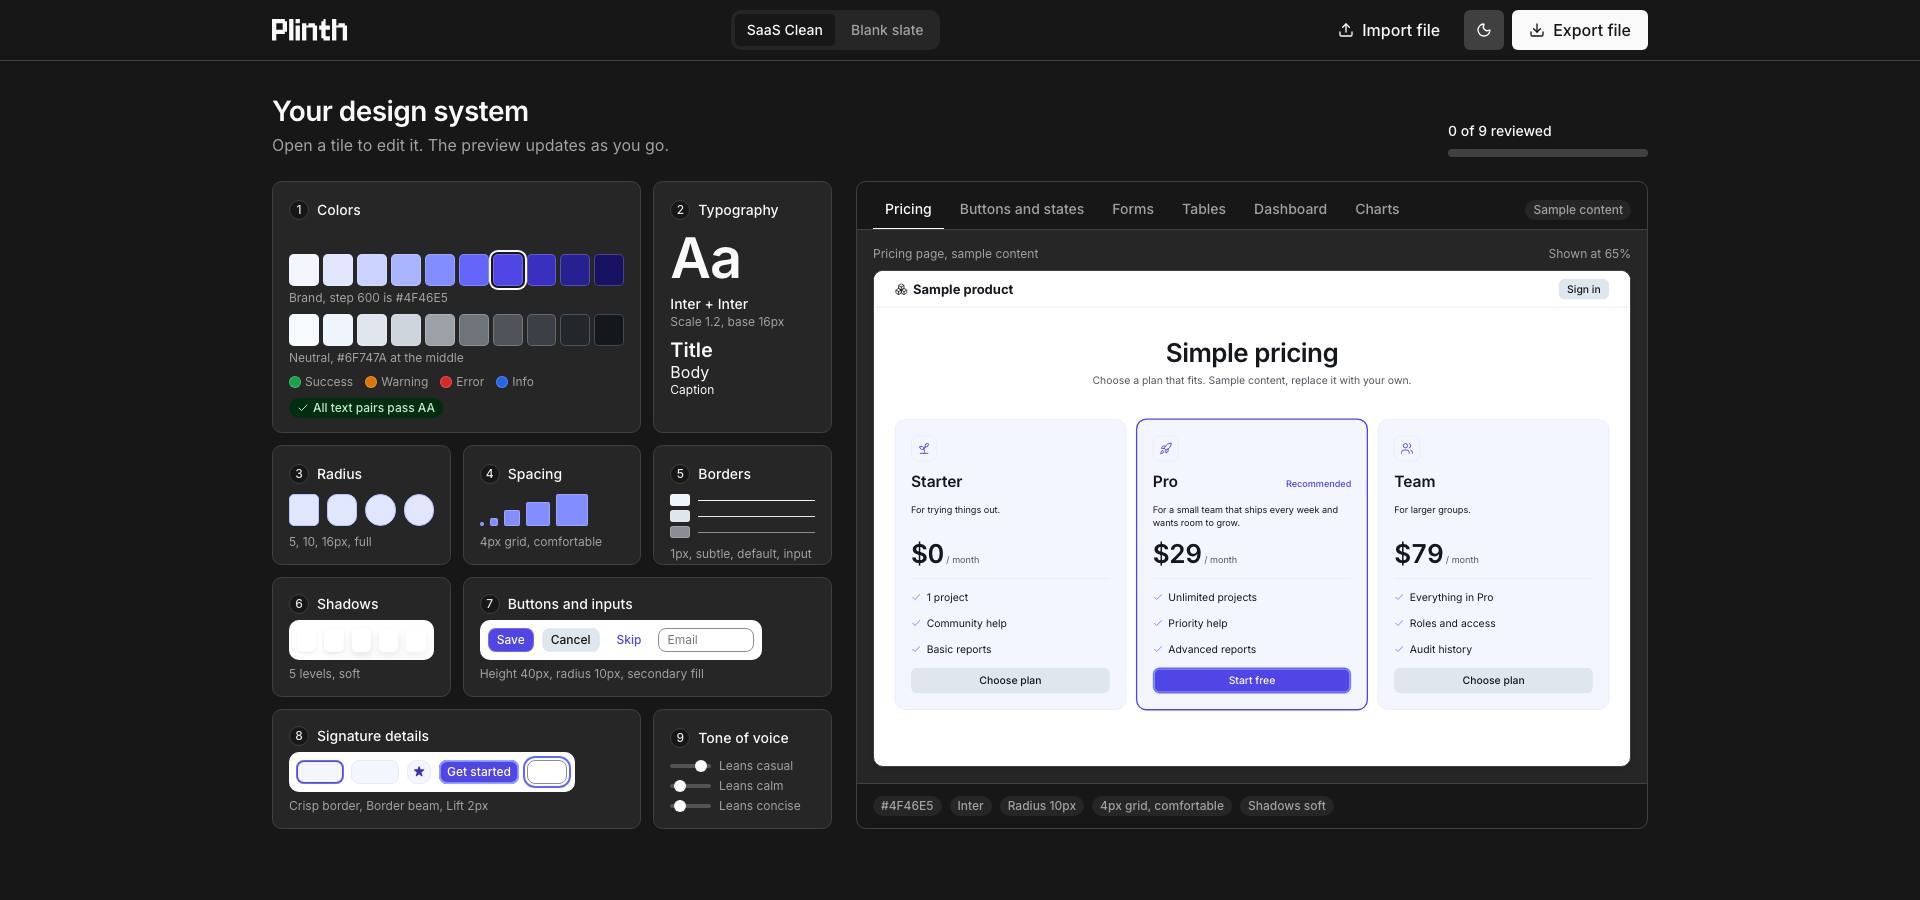 Plinth
SaaS Clean
Blank slate
Import file
Export file
Your design system
Open a tile to edit it. The preview updates as you go.
0 of 9 reviewed
1 Colors
Brand, step 600 is #4F46E5
Neutral, #6F747A at the middle
Success Warning Error Info
All text pairs pass AA
2 Typography
Aa
Inter + Inter
Scale 1.2, base 16px
Title
Body
Caption
3 Radius
5, 10, 16px, full
4 Spacing
4px grid, comfortable
5 Borders
1px, subtle, default, input
6 Shadows
5 levels, soft
7 Buttons and inputs
Save Cancel Skip Email
Height 40px, radius 10px, secondary fill
8 Signature details
Get started
Crisp border, Border beam, Lift 2px
9 Tone of voice
Leans casual
Leans calm
Leans concise
Pricing Buttons and states Forms Tables Dashboard Charts Sample content
Pricing page, sample content Shown at 65%
Sample product Sign in
Simple pricing
Choose a plan that fits. Sample content, replace it with your own.
Starter
For trying things out.
$0 / month
1 project
Community help
Basic reports
Choose plan
Pro Recommended
For a small team that ships every week and
wants room to grow.
$29 / month
Unlimited projects
Priority help
Advanced reports
Start free
Team
For larger groups.
$79 / month
Everything in Pro
Roles and access
Audit history
Choose plan
#4F46E5 Inter Radius 10px 4px grid, comfortable Shadows soft